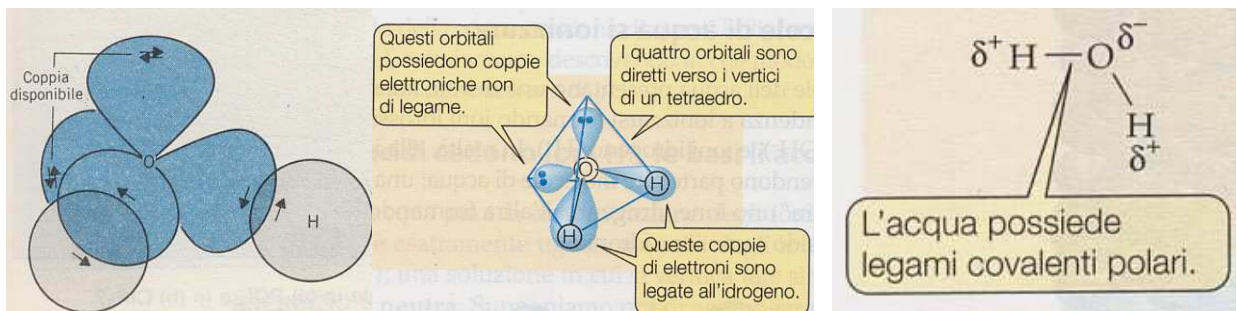 Coppia
disponibile
O
H
Questi orbitali
possiedono coppie
elettroniche non
di legame.
I quattro orbitali sono
diretti verso i vertici
di un tetraedro.
O
H
H
Queste coppie
di elettroni sono
legate all'idrogeno.
δ⁺ H—O δ⁻
H
δ⁺
L'acqua possiede
legami covalenti polari.